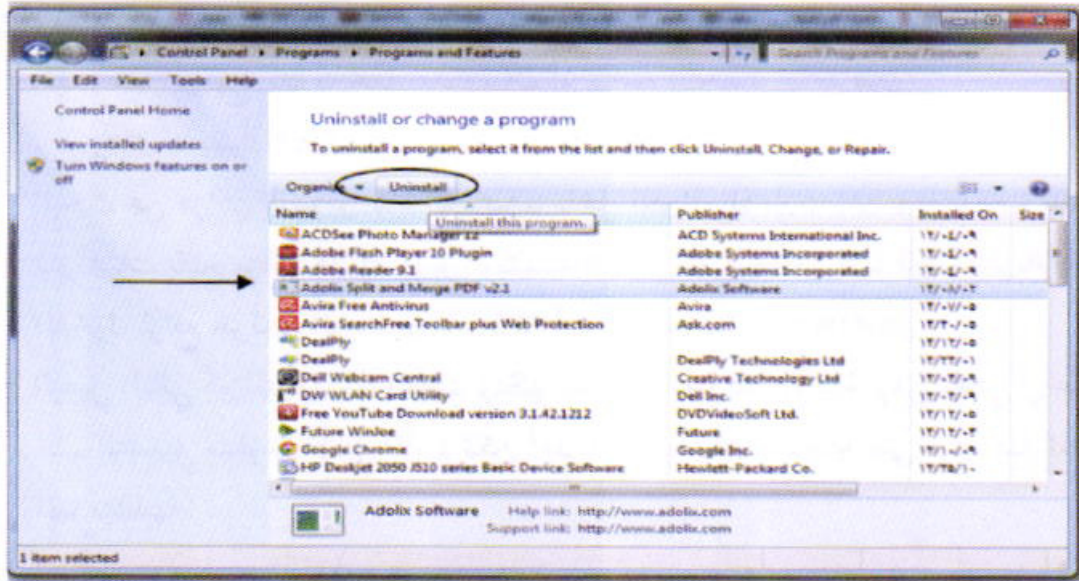 Control Panel ▸ Programs ▸ Programs and Features
Search Programs and Features
File Edit View Tools Help
Control Panel Home
View installed updates
Turn Windows features on or off
Uninstall or change a program
To uninstall a program, select it from the list and then click Uninstall, Change, or Repair.
Organize Uninstall
Uninstall this program.
Name Publisher Installed On Size
ACDSee Photo Manager 12 ACD Systems International Inc.
Adobe Flash Player 10 Plugin Adobe Systems Incorporated
Adobe Reader 9.1 Adobe Systems Incorporated
Adolix Split and Merge PDF v2.1 Adolix Software
Avira Free Antivirus Avira
Avira SearchFree Toolbar plus Web Protection Ask.com
DealPly
DealPly DealPly Technologies Ltd
Dell Webcam Central Creative Technology Ltd
DW WLAN Card Utility Dell Inc.
Free YouTube Download version 3.1.42.1212 DVDVideoSoft Ltd.
Future WinJoe Future
Google Chrome Google Inc.
HP Deskjet 2050 J510 series Basic Device Software Hewlett-Packard Co.
Adolix Software Help link: http://www.adolix.com
Support link: http://www.adolix.com
1 item selected